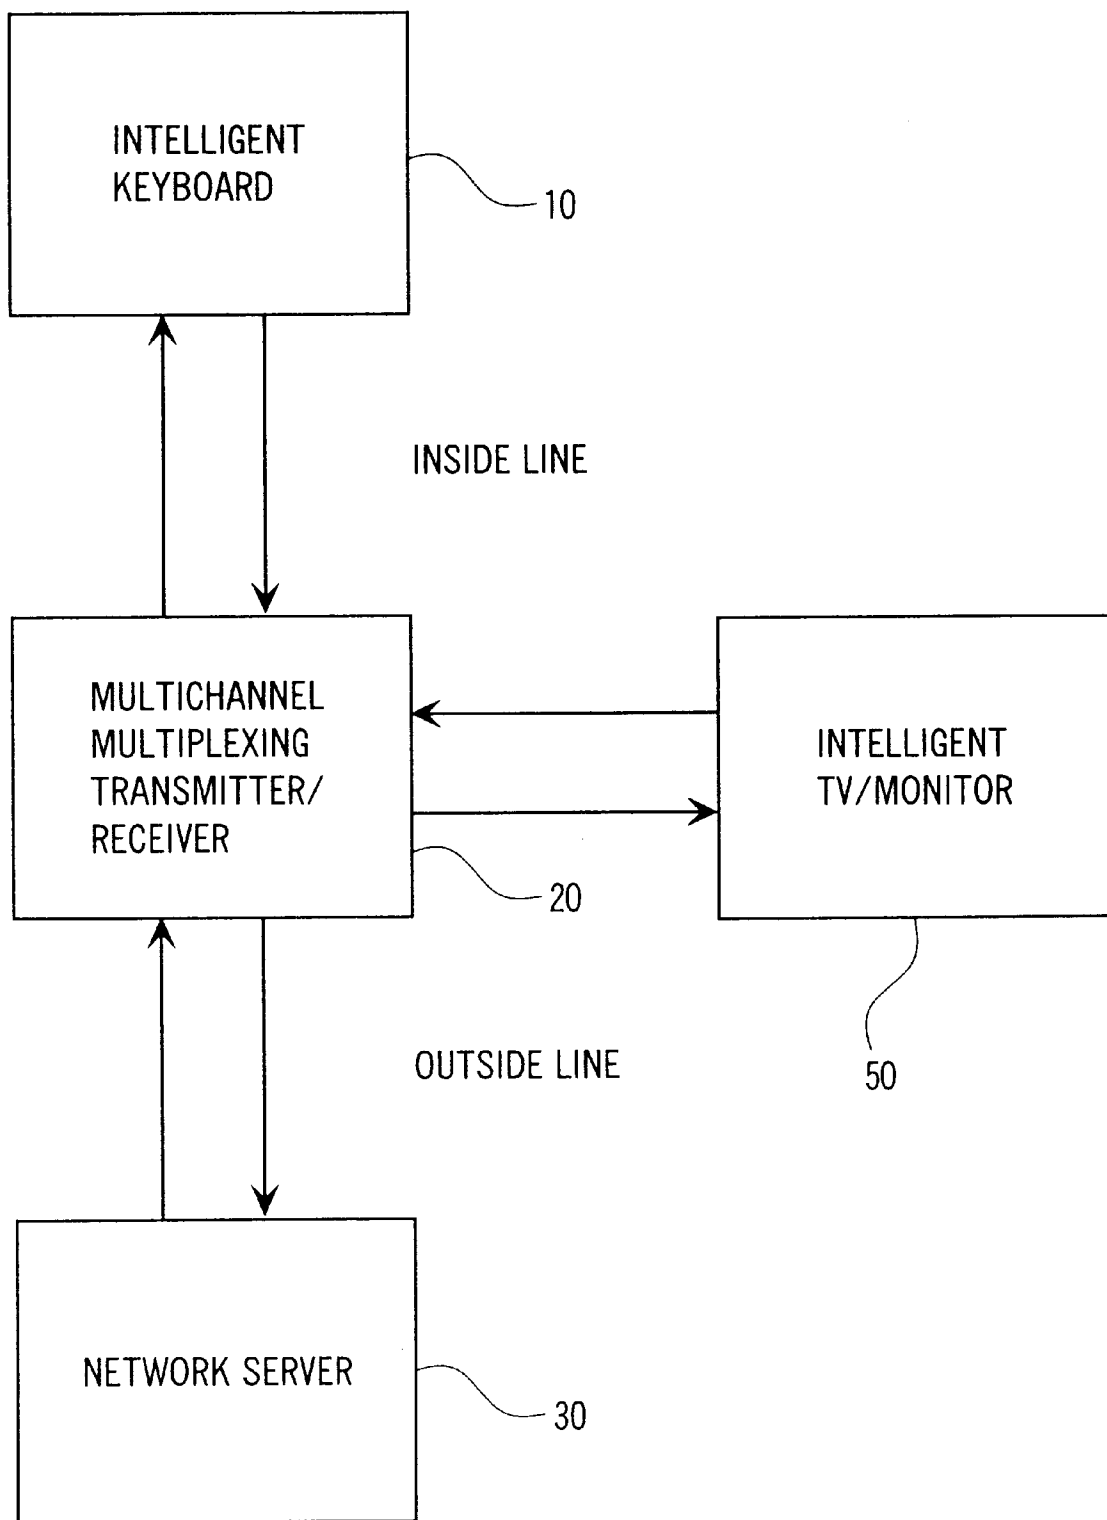 INTELLIGENT
KEYBOARD
10
INSIDE LINE
MULTICHANNEL
MULTIPLEXING
TRANSMITTER/
RECEIVER
20
INTELLIGENT
TV/MONITOR
50
OUTSIDE LINE
NETWORK SERVER
30